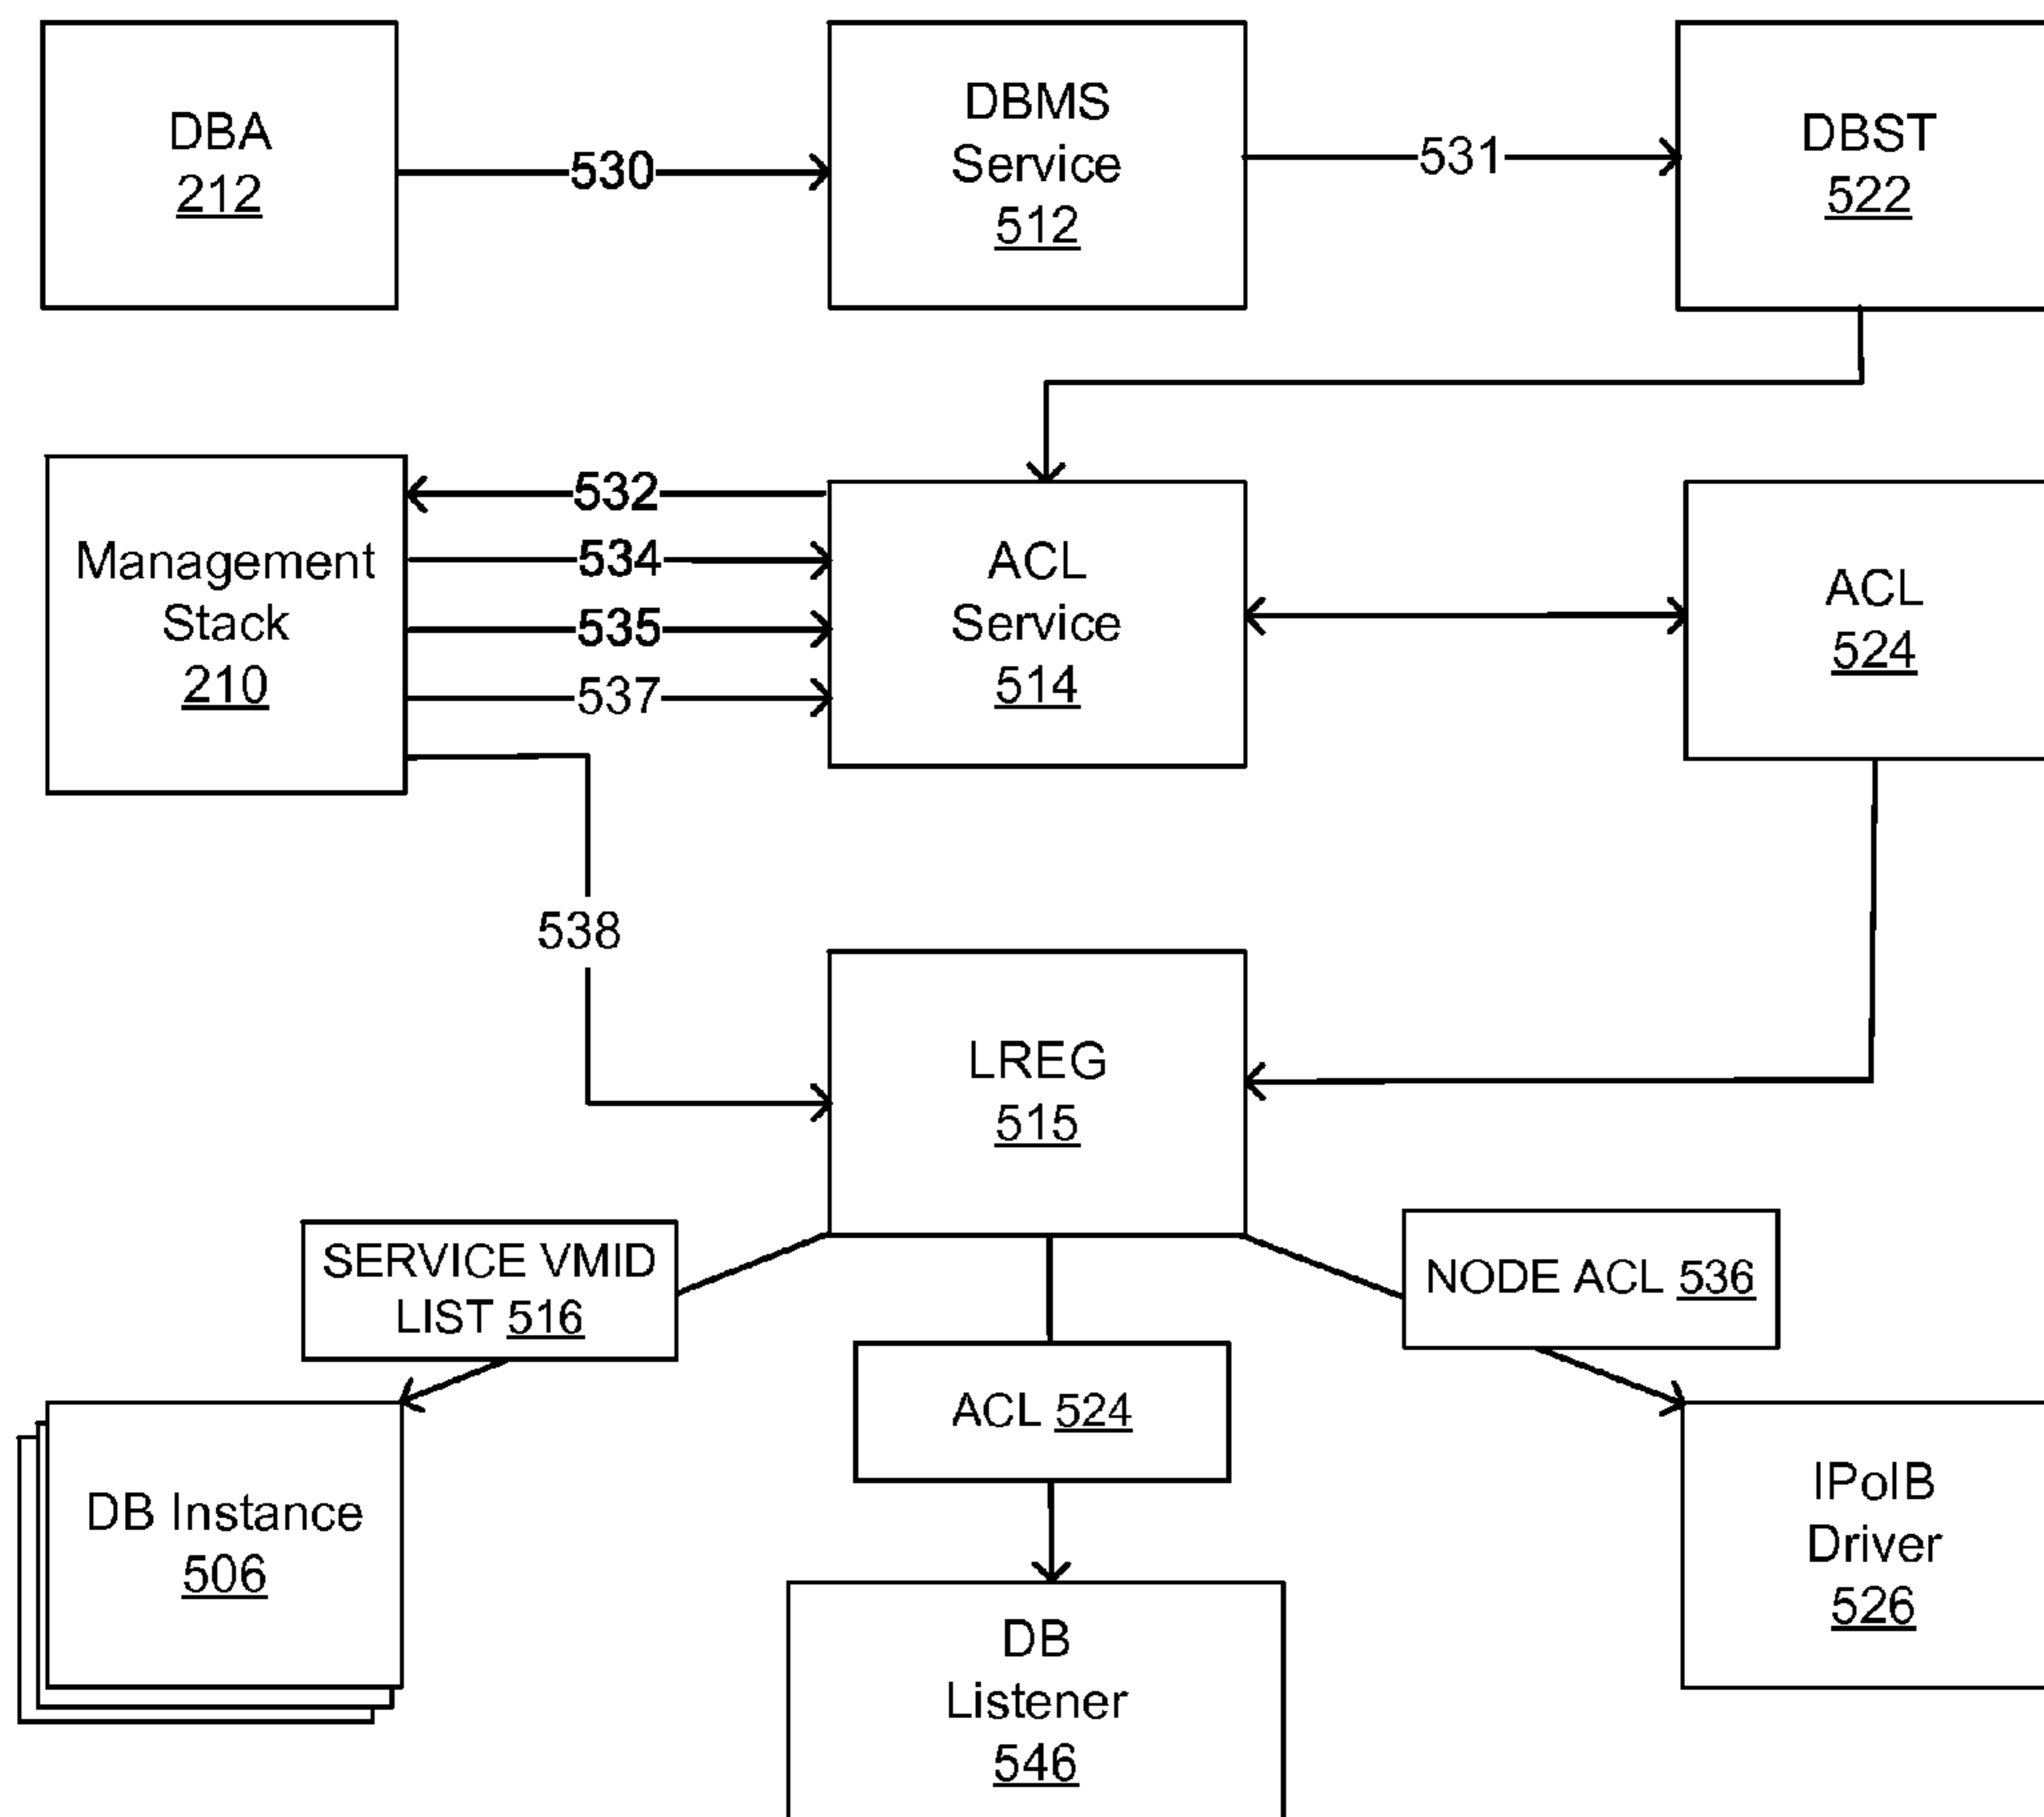 DBA
212
530
DBMS
Service
512
531
DBST
522
Management
Stack
210
532
534
535
537
538
ACL
Service
514
ACL
524
LREG
515
SERVICE VMID
LIST 516
ACL 524
NODE ACL 536
DB Instance
506
DB
Listener
546
IPoIB
Driver
526